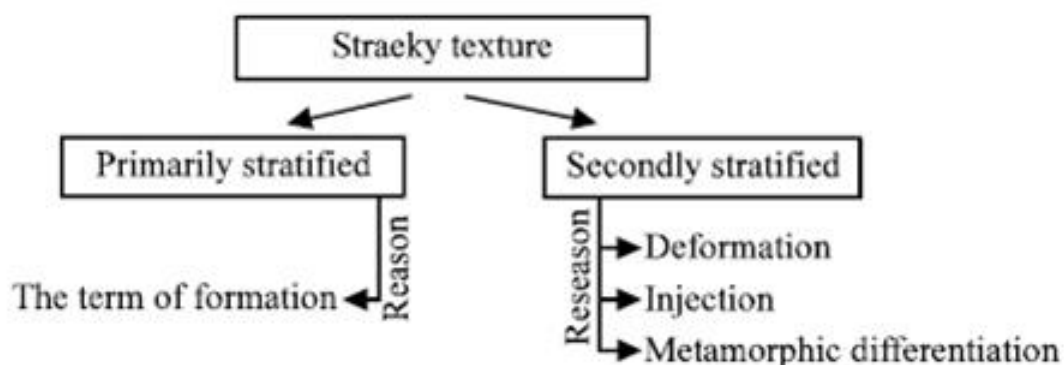 Straeky texture
Primarily stratified
Secondly stratified
Reason
The term of formation
Reseason
Deformation
Injection
Metamorphic differentiation